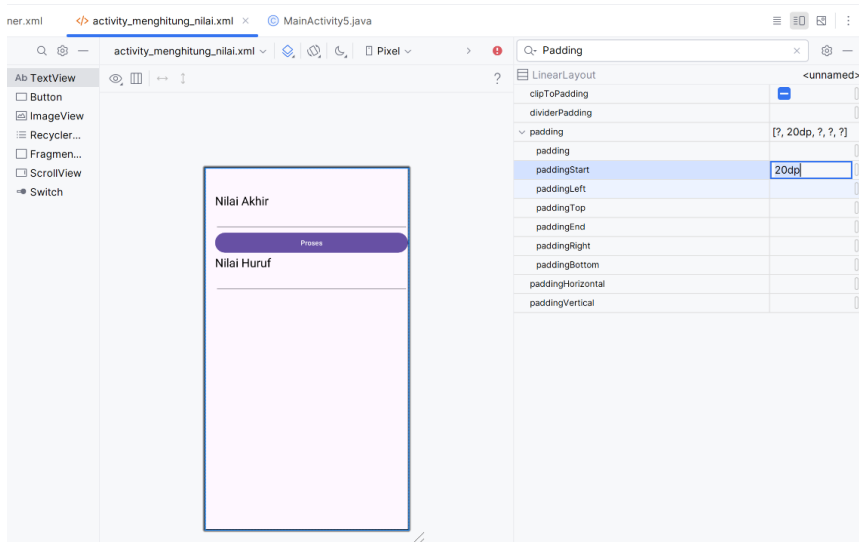 ner.xml
activity_menghitung_nilai.xml
MainActivity5.java
activity_menghitung_nilai.xml
Pixel
Padding
Ab TextView
Button
ImageView
Recycler...
Fragmen...
ScrollView
Switch
?
Nilai Akhir
Proses
Nilai Huruf
LinearLayout
<unnamed>
clipToPadding
dividerPadding
padding
[?, 20dp, ?, ?, ?]
padding
paddingStart
20dp
paddingLeft
paddingTop
paddingEnd
paddingRight
paddingBottom
paddingHorizontal
paddingVertical